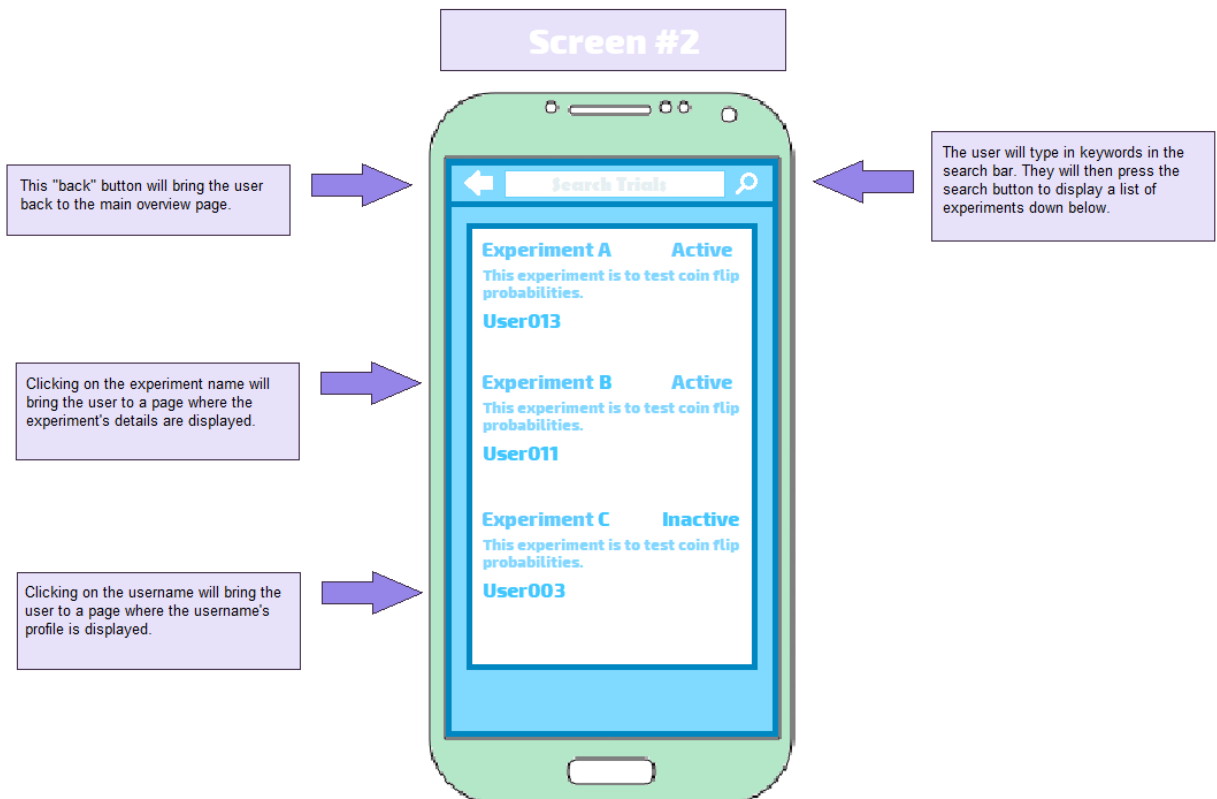 Screen #2
This "back" button will bring the user
back to the main overview page.
The user will type in keywords in the
search bar. They will then press the
search button to display a list of
experiments down below.
Search Trials
Experiment A Active
This experiment is to test coin flip
probabilities.
User013
Clicking on the experiment name will
bring the user to a page where the
experiment's details are displayed.
Experiment B Active
This experiment is to test coin flip
probabilities.
User011
Experiment C Inactive
This experiment is to test coin flip
probabilities.
User003
Clicking on the username will bring the
user to a page where the username's
profile is displayed.